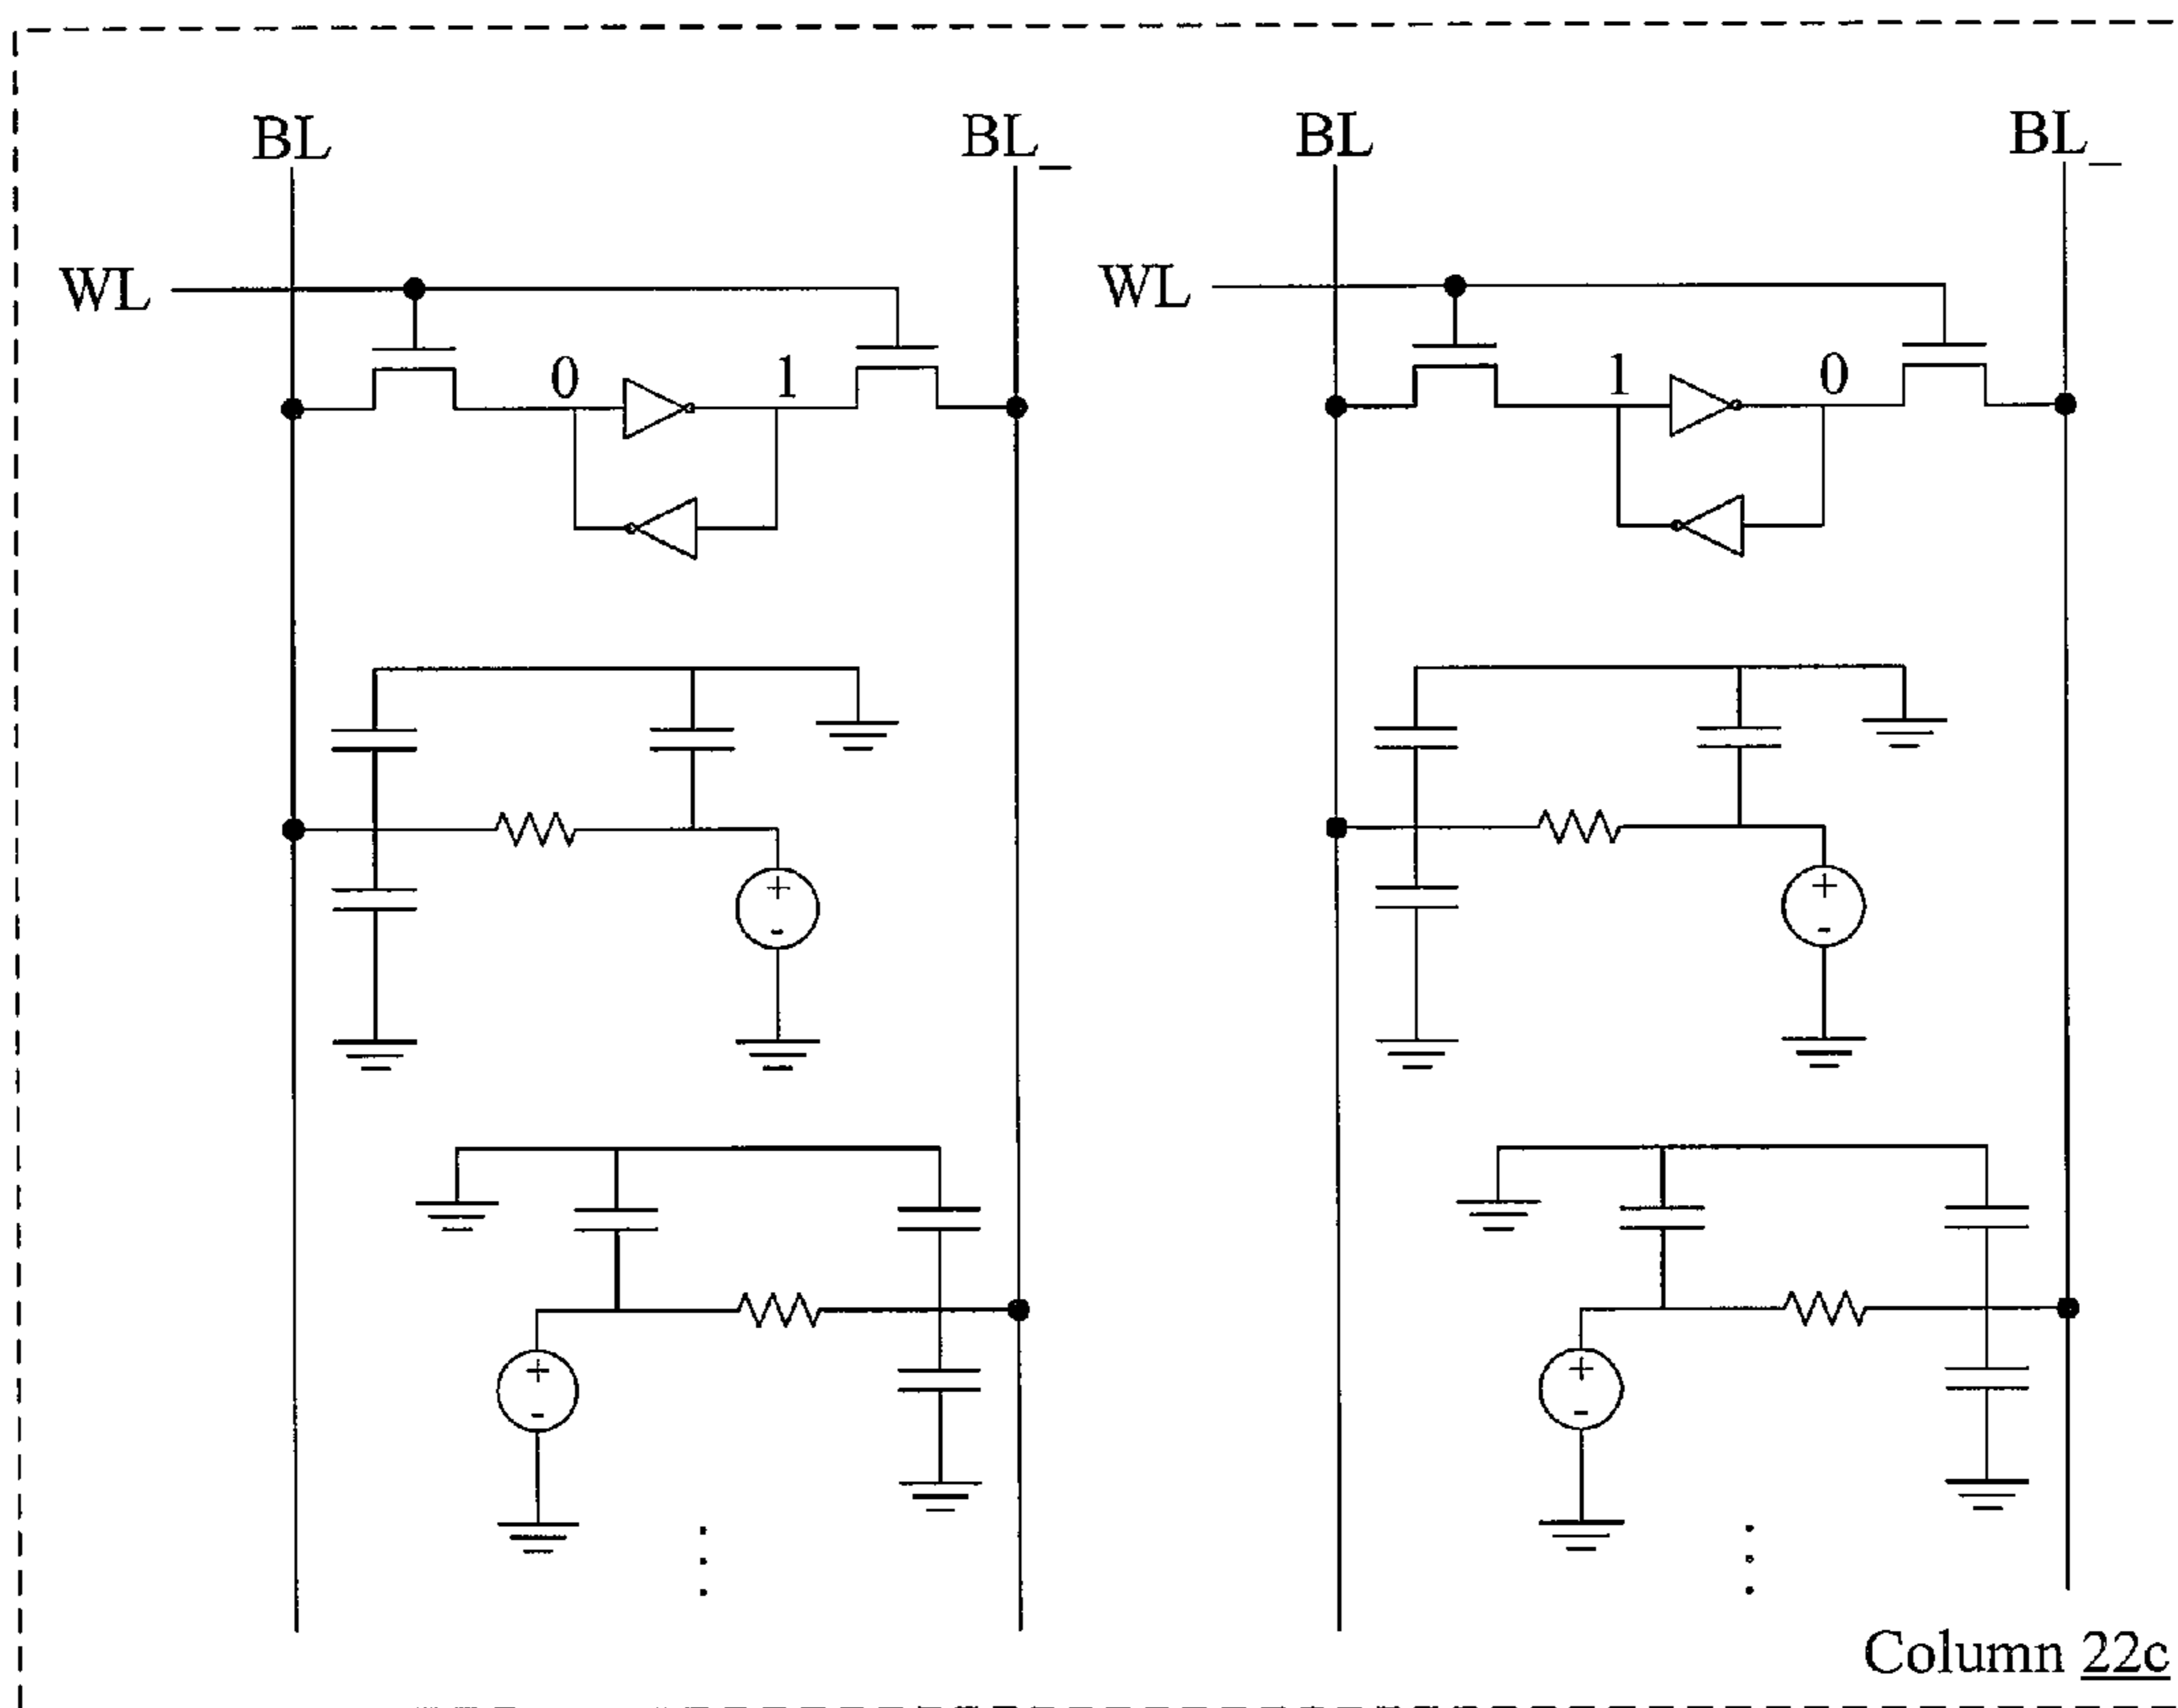 BL BL_ BL BL_
WL WL
0 1 1 0
+ +
- -
+ +
- -
Column 22c